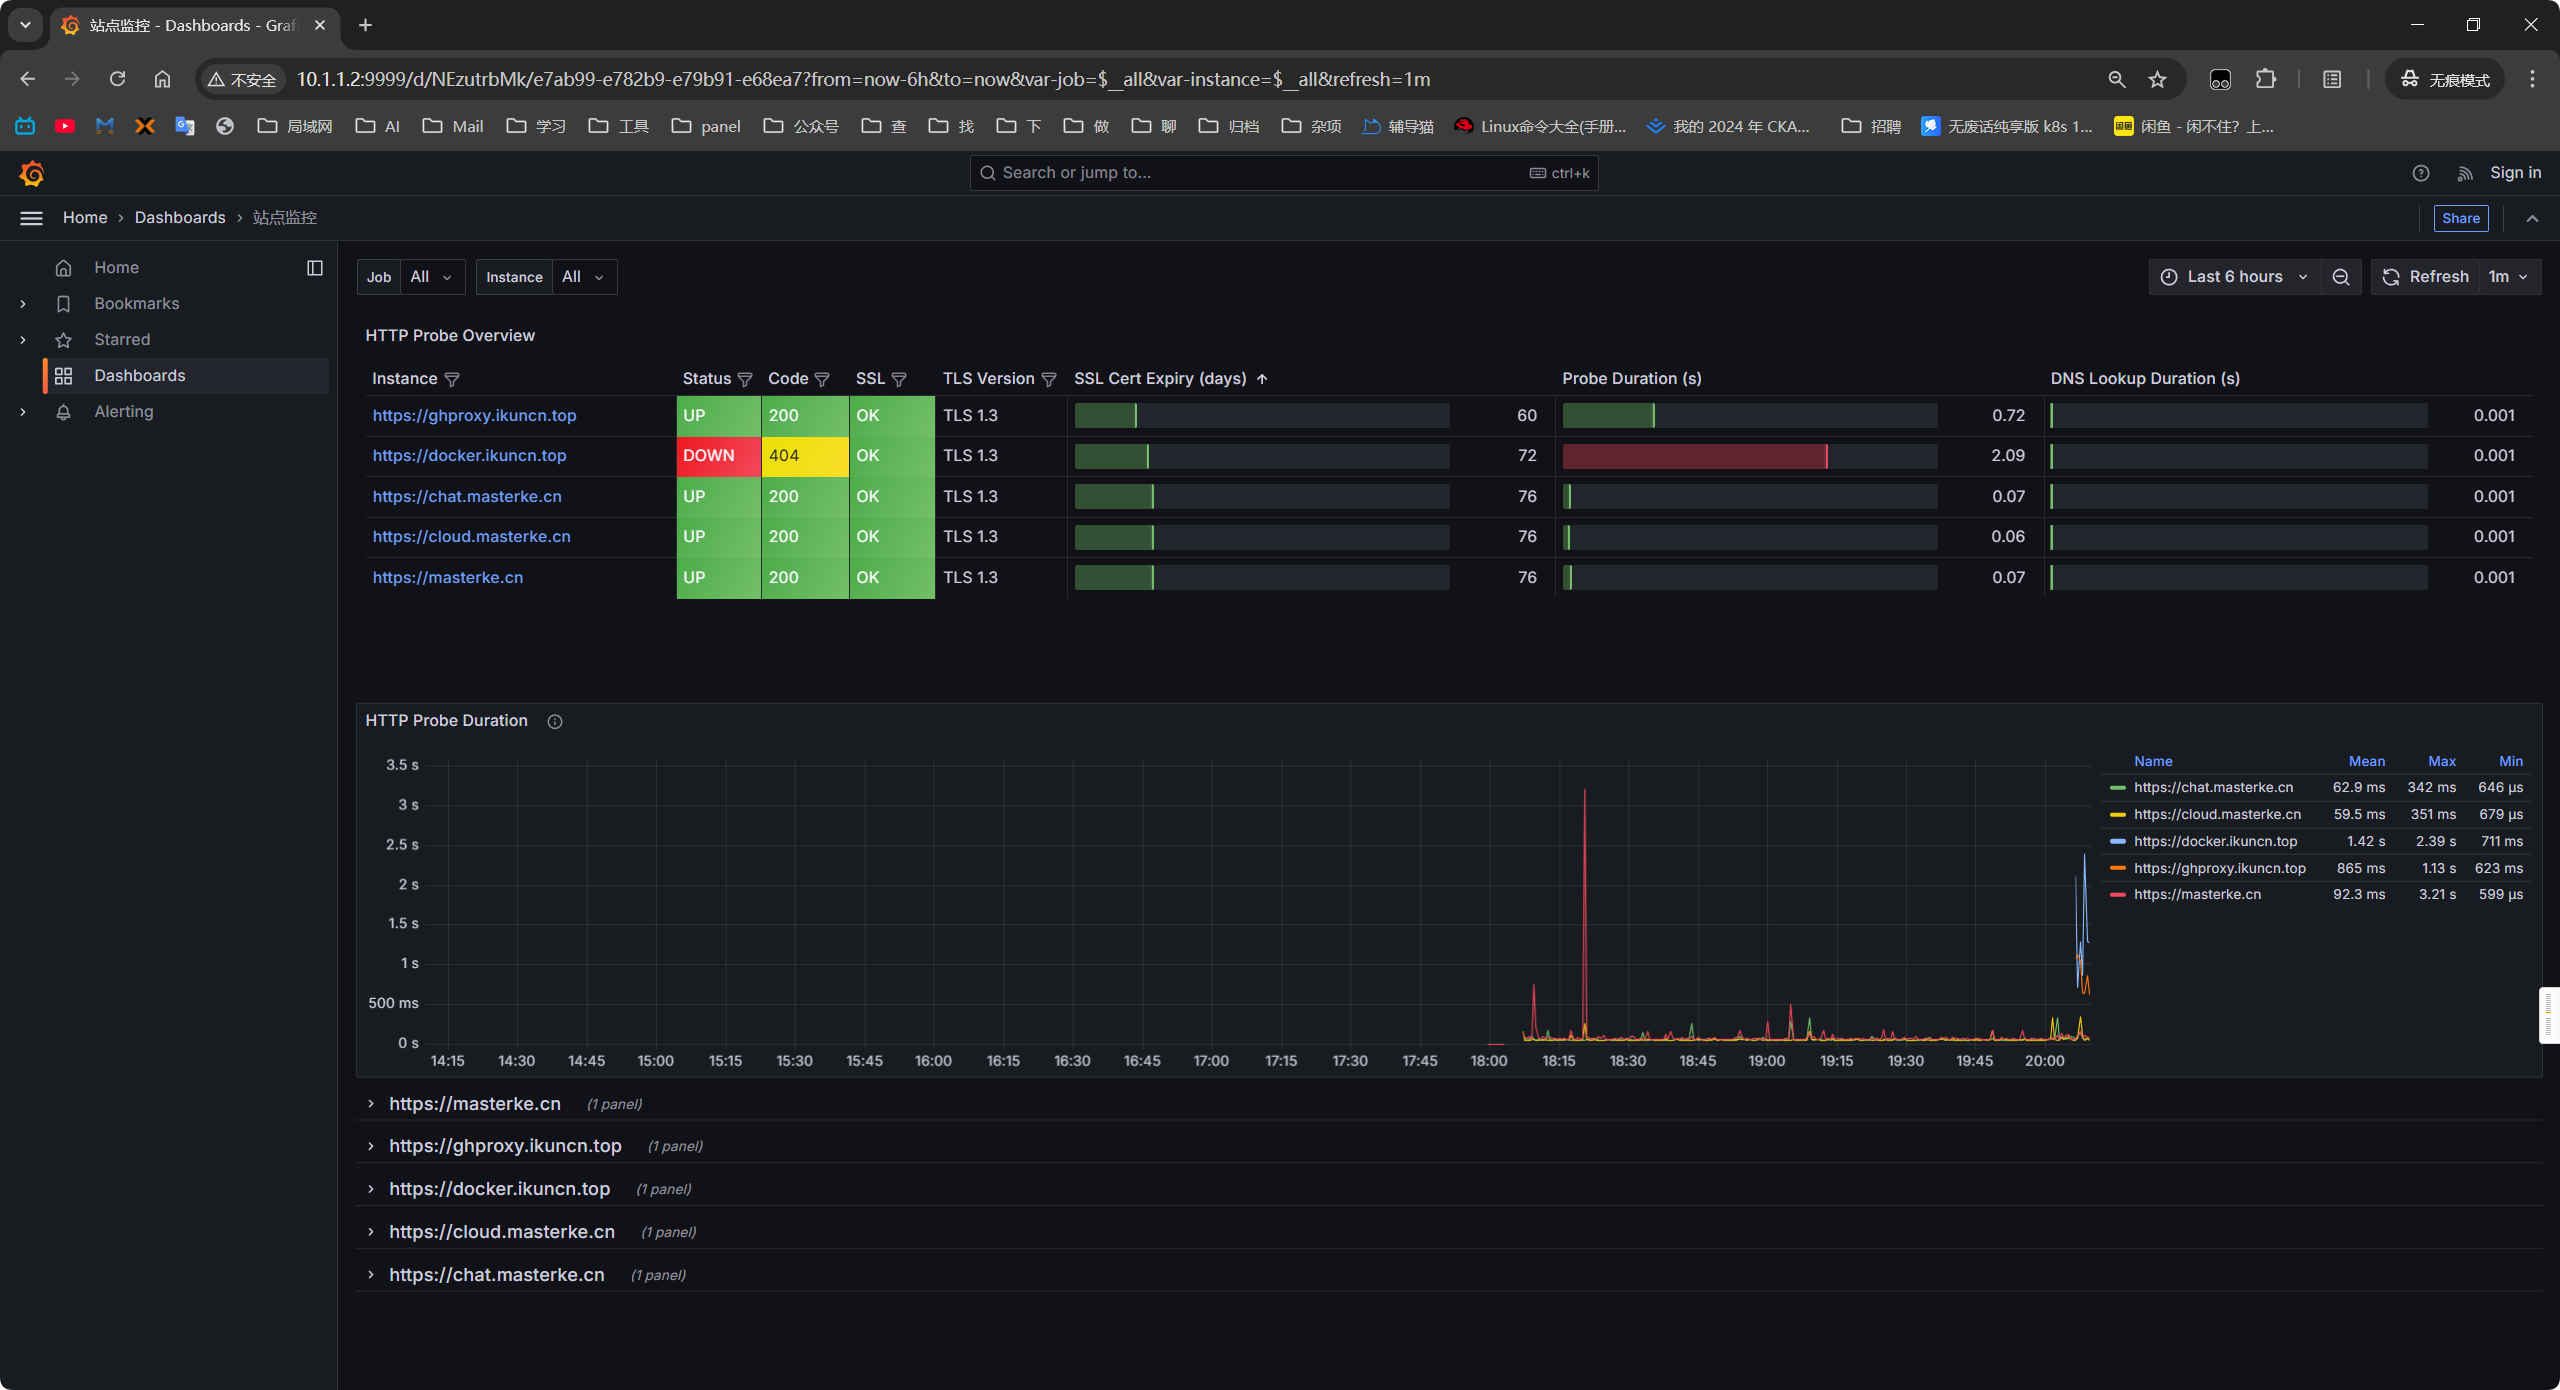 站点监控 - Dashboards - Graf
不安全 10.1.1.2:9999/d/NEzutrbMk/e7ab99-e782b9-e79b91-e68ea7?from=now-6h&to=now&var-job=$__all&var-instance=$__all&refresh=1m 无痕模式
局域网 AI Mail 学习 工具 panel 公众号 查 找 下 做 聊 归档 杂项 辅导猫 Linux命令大全(手册... 我的 2024 年 CKA... 招聘 无废话纯享版 k8s 1... 闲鱼 - 闲不住? 上...
Search or jump to... ctrl+k Sign in
Home › Dashboards › 站点监控 Share
Home
Bookmarks
Starred
Dashboards
Alerting
Job All Instance All Last 6 hours Refresh 1m
HTTP Probe Overview
Instance Status Code SSL TLS Version SSL Cert Expiry (days) Probe Duration (s) DNS Lookup Duration (s)
https://ghproxy.ikuncn.top UP 200 OK TLS 1.3 60 0.72 0.001
https://docker.ikuncn.top DOWN 404 OK TLS 1.3 72 2.09 0.001
https://chat.masterke.cn UP 200 OK TLS 1.3 76 0.07 0.001
https://cloud.masterke.cn UP 200 OK TLS 1.3 76 0.06 0.001
https://masterke.cn UP 200 OK TLS 1.3 76 0.07 0.001
HTTP Probe Duration
3.5 s
3 s
2.5 s
2 s
1.5 s
1 s
500 ms
0 s
14:15 14:30 14:45 15:00 15:15 15:30 15:45 16:00 16:15 16:30 16:45 17:00 17:15 17:30 17:45 18:00 18:15 18:30 18:45 19:00 19:15 19:30 19:45 20:00
Name Mean Max Min
https://chat.masterke.cn 62.9 ms 342 ms 646 µs
https://cloud.masterke.cn 59.5 ms 351 ms 679 µs
https://docker.ikuncn.top 1.42 s 2.39 s 711 ms
https://ghproxy.ikuncn.top 865 ms 1.13 s 623 ms
https://masterke.cn 92.3 ms 3.21 s 599 µs
https://masterke.cn (1 panel)
https://ghproxy.ikuncn.top (1 panel)
https://docker.ikuncn.top (1 panel)
https://cloud.masterke.cn (1 panel)
https://chat.masterke.cn (1 panel)